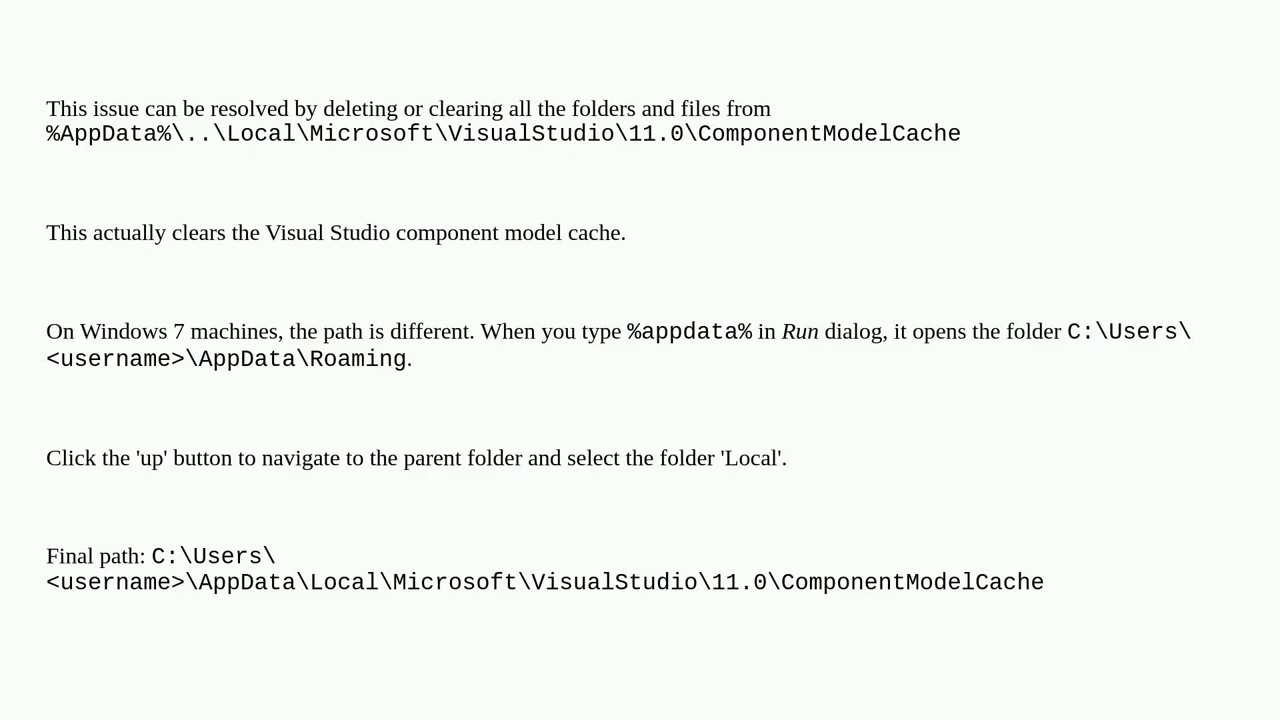 This issue can be resolved by deleting or clearing all the folders and files from
%AppData%\..\Local\Microsoft\VisualStudio\11.0\ComponentModelCache
This actually clears the Visual Studio component model cache.
On Windows 7 machines, the path is different. When you type %appdata% in Run dialog, it opens the folder C:\Users\
<username>\AppData\Roaming.
Click the 'up' button to navigate to the parent folder and select the folder 'Local'.
Final path: C:\Users\
<username>\AppData\Local\Microsoft\VisualStudio\11.0\ComponentModelCache